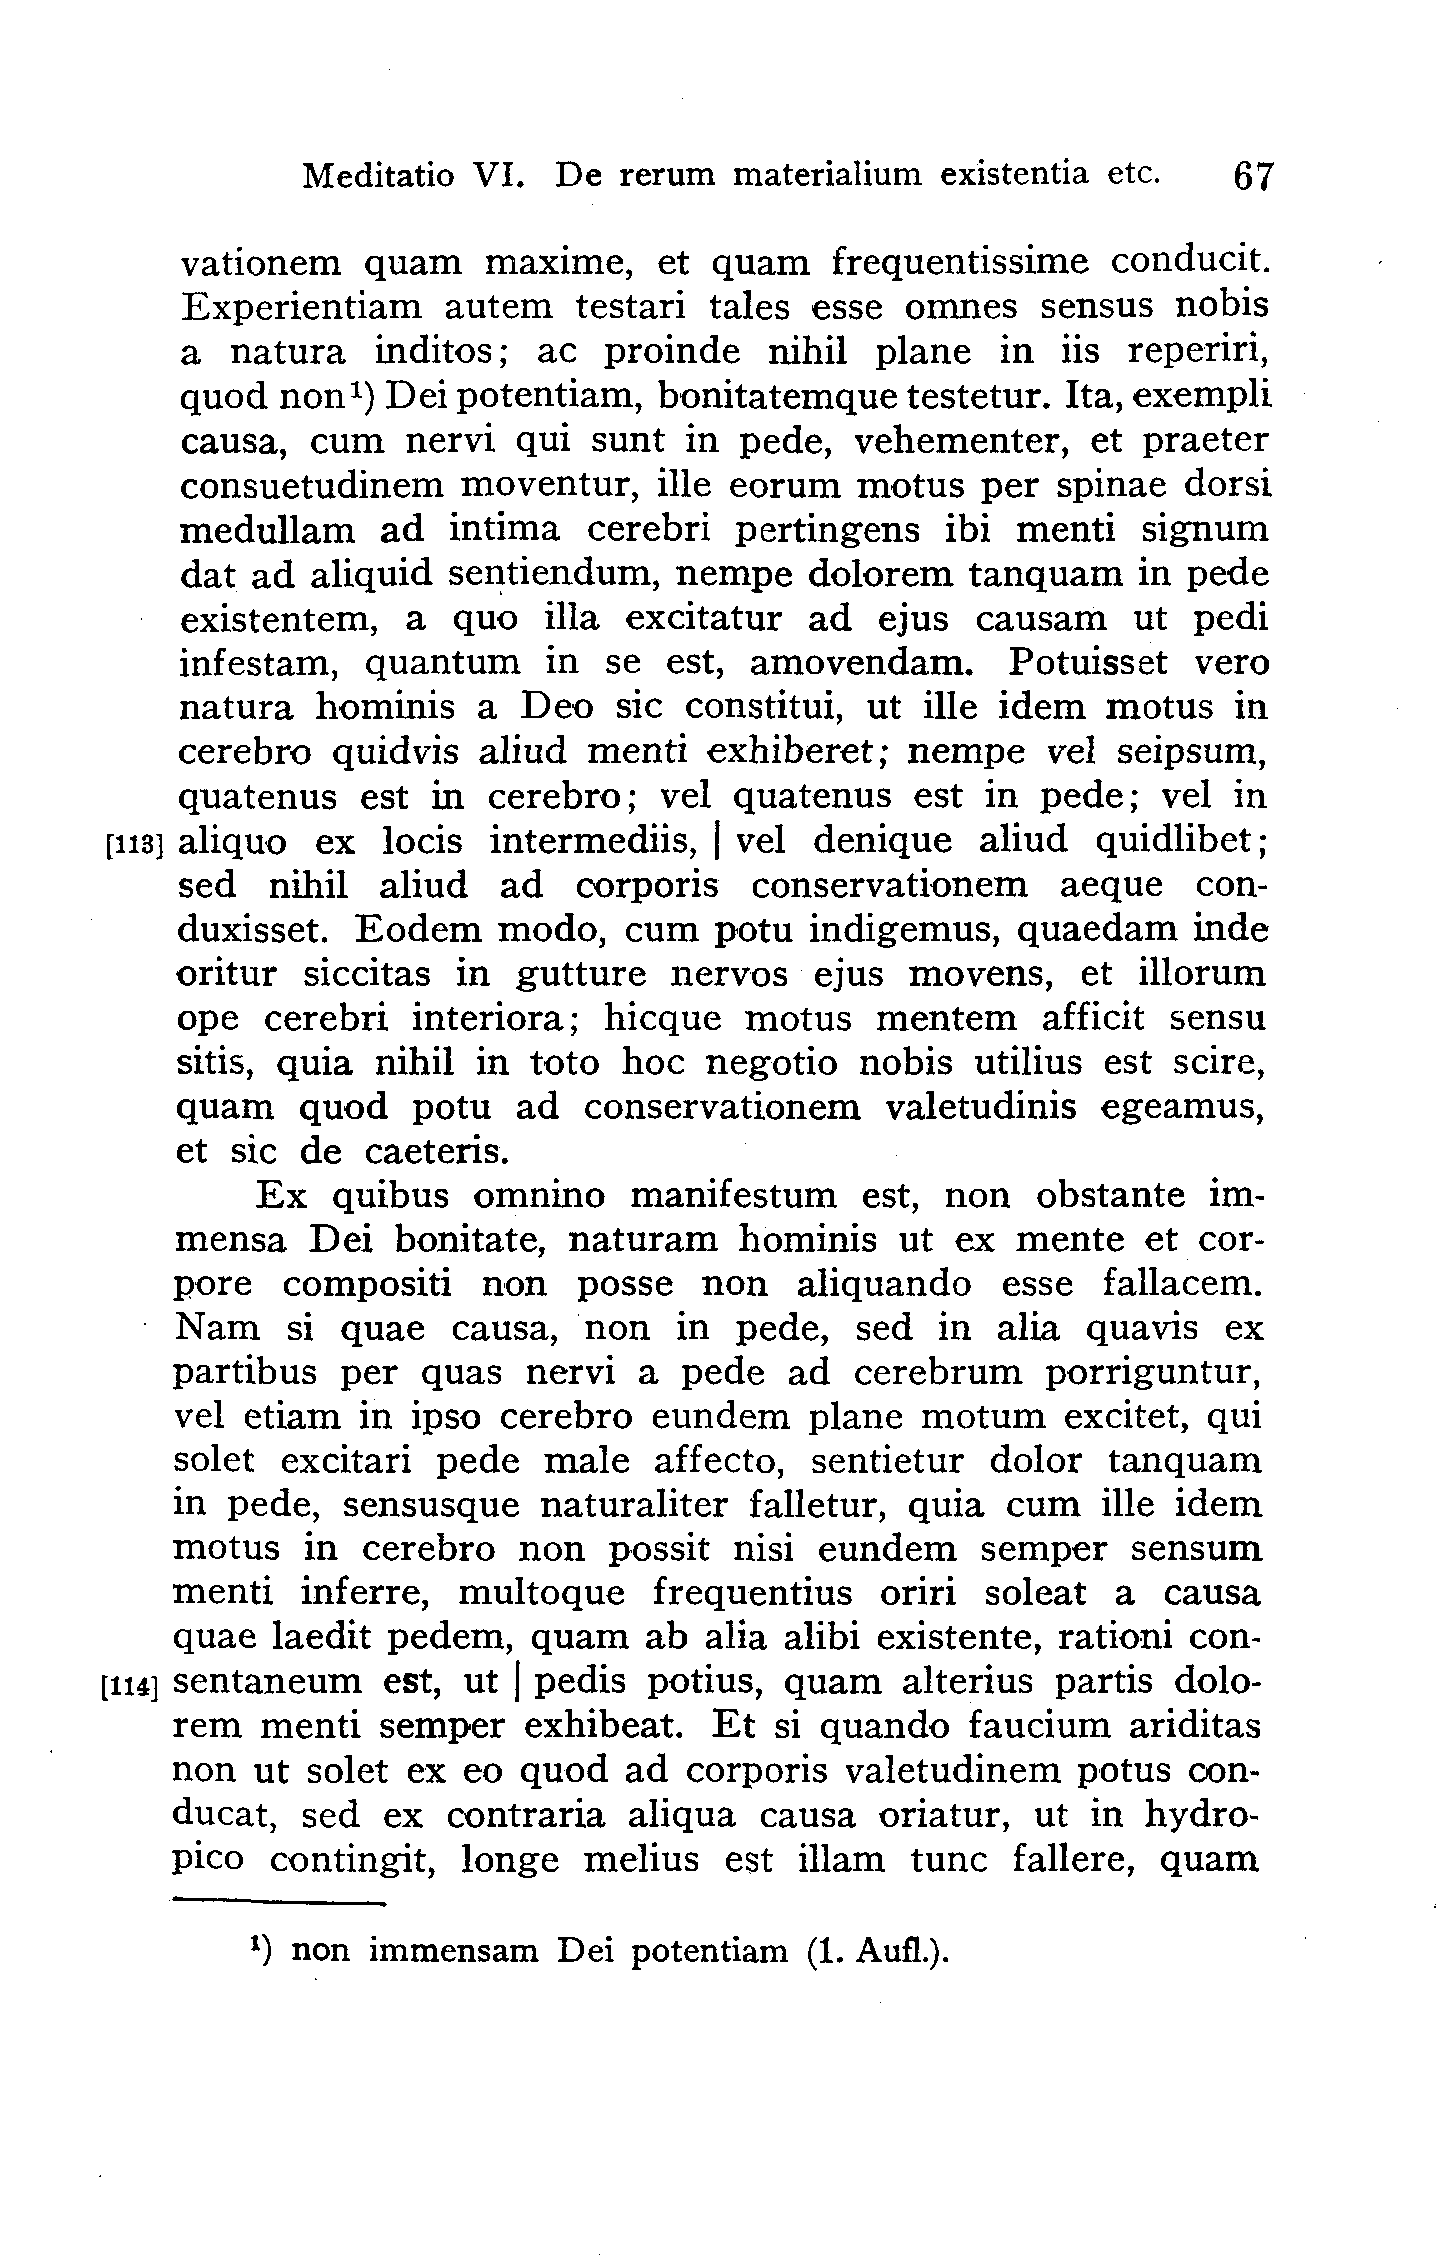 Meditatio VI. De rerum materialium existentia etc. 67
vationem quam maxime, et quam frequentissime conducit.
Experientiam autem testari tales esse omnes sensus nobis
a natura inditos; ac proinde nihil plane in iis reperiri,
quod non¹) Dei potentiam, bonitatemque testetur. Ita, exempli
causa, cum nervi qui sunt in pede, vehementer, et praeter
consuetudinem moventur, ille eorum motus per spinae dorsi
medullam ad intima cerebri pertingens ibi menti signum
dat ad aliquid sentiendum, nempe dolorem tanquam in pede
existentem, a quo illa excitatur ad ejus causam ut pedi
infestam, quantum in se est, amovendam. Potuisset vero
natura hominis a Deo sic constitui, ut ille idem motus in
cerebro quidvis aliud menti exhiberet; nempe vel seipsum,
quatenus est in cerebro; vel quatenus est in pede; vel in
[113] aliquo ex locis intermediis, | vel denique aliud quidlibet;
sed nihil aliud ad corporis conservationem aeque con-
duxisset. Eodem modo, cum potu indigemus, quaedam inde
oritur siccitas in gutture nervos ejus movens, et illorum
ope cerebri interiora; hicque motus mentem afficit sensu
sitis, quia nihil in toto hoc negotio nobis utilius est scire,
quam quod potu ad conservationem valetudinis egeamus,
et sic de caeteris.
Ex quibus omnino manifestum est, non obstante im-
mensa Dei bonitate, naturam hominis ut ex mente et cor-
pore compositi non posse non aliquando esse fallacem.
Nam si quae causa, non in pede, sed in alia quavis ex
partibus per quas nervi a pede ad cerebrum porriguntur,
vel etiam in ipso cerebro eundem plane motum excitet, qui
solet excitari pede male affecto, sentietur dolor tanquam
in pede, sensusque naturaliter falletur, quia cum ille idem
motus in cerebro non possit nisi eundem semper sensum
menti inferre, multoque frequentius oriri soleat a causa
quae laedit pedem, quam ab alia alibi existente, rationi con-
[114] sentaneum est, ut | pedis potius, quam alterius partis dolo-
rem menti semper exhibeat. Et si quando faucium ariditas
non ut solet ex eo quod ad corporis valetudinem potus con-
ducat, sed ex contraria aliqua causa oriatur, ut in hydro-
pico contingit, longe melius est illam tunc fallere, quam
¹) non immensam Dei potentiam (1. Aufl.).